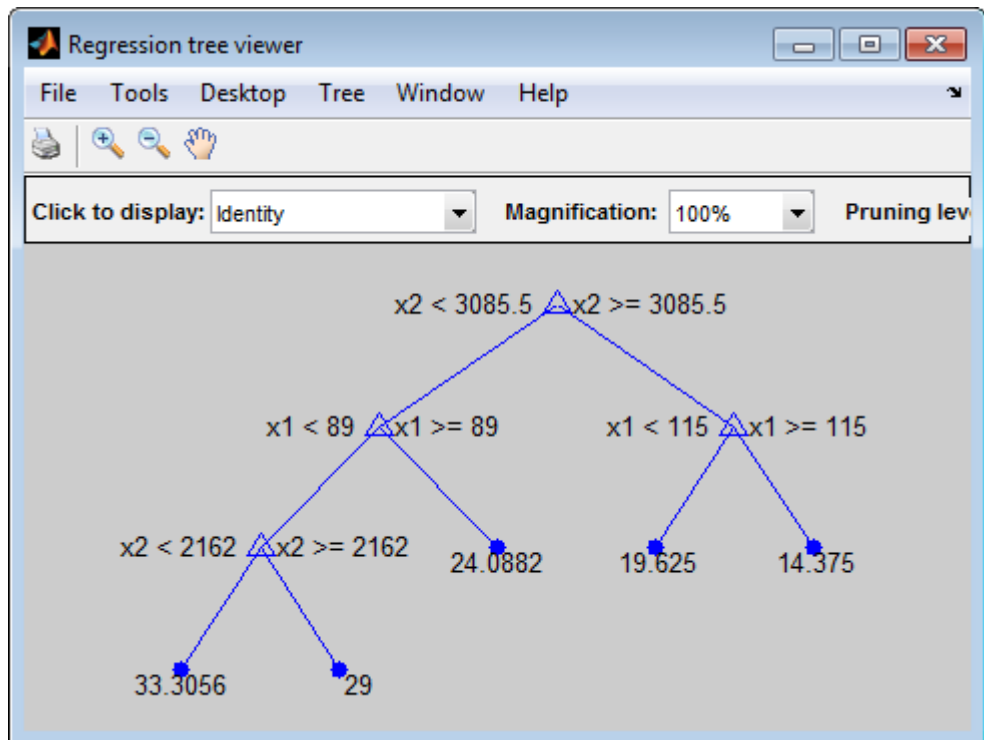 Regression tree viewer
File Tools Desktop Tree Window Help
Click to display: Identity Magnification: 100% Pruning lev
x2 < 3085.5 x2 >= 3085.5
x1 < 89 x1 >= 89 x1 < 115 x1 >= 115
x2 < 2162 x2 >= 2162 24.0882 19.625 14.375
33.3056 29